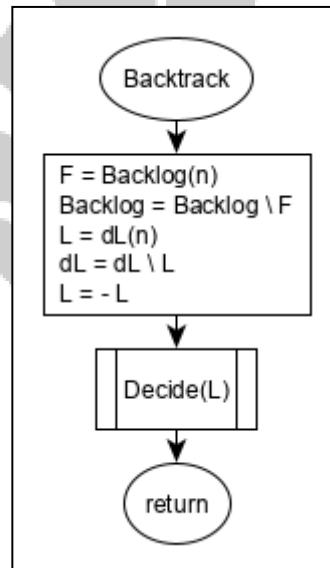 Backtrack
F = Backlog(n)
Backlog = Backlog \ F
L = dL(n)
dL = dL \ L
L = - L
Decide(L)
return